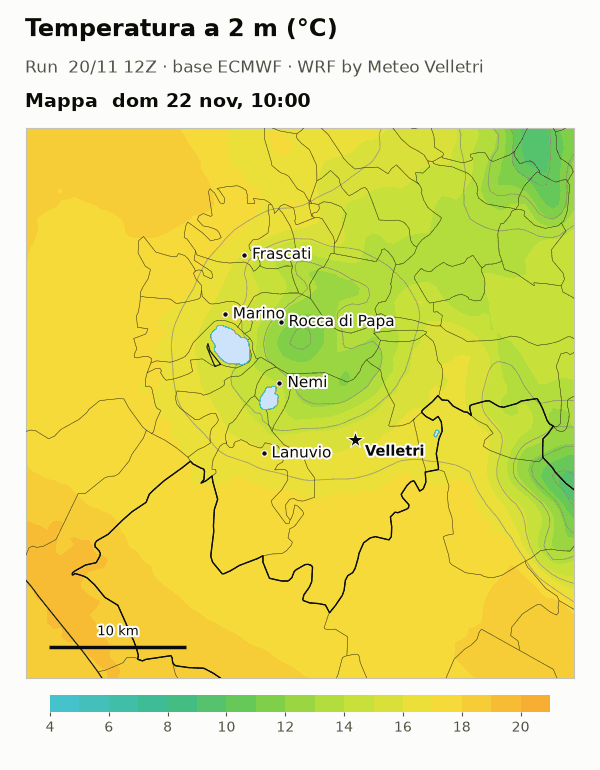 Temperatura a 2 m (°C)
Run  20/11 12Z · base ECMWF · WRF by Meteo Velletri
Mappa  dom 22 nov, 10:00
Frascati
Marino
Rocca di Papa
Nemi
Velletri
Lanuvio
10 km
4 6 8 10 12 14 16 18 20